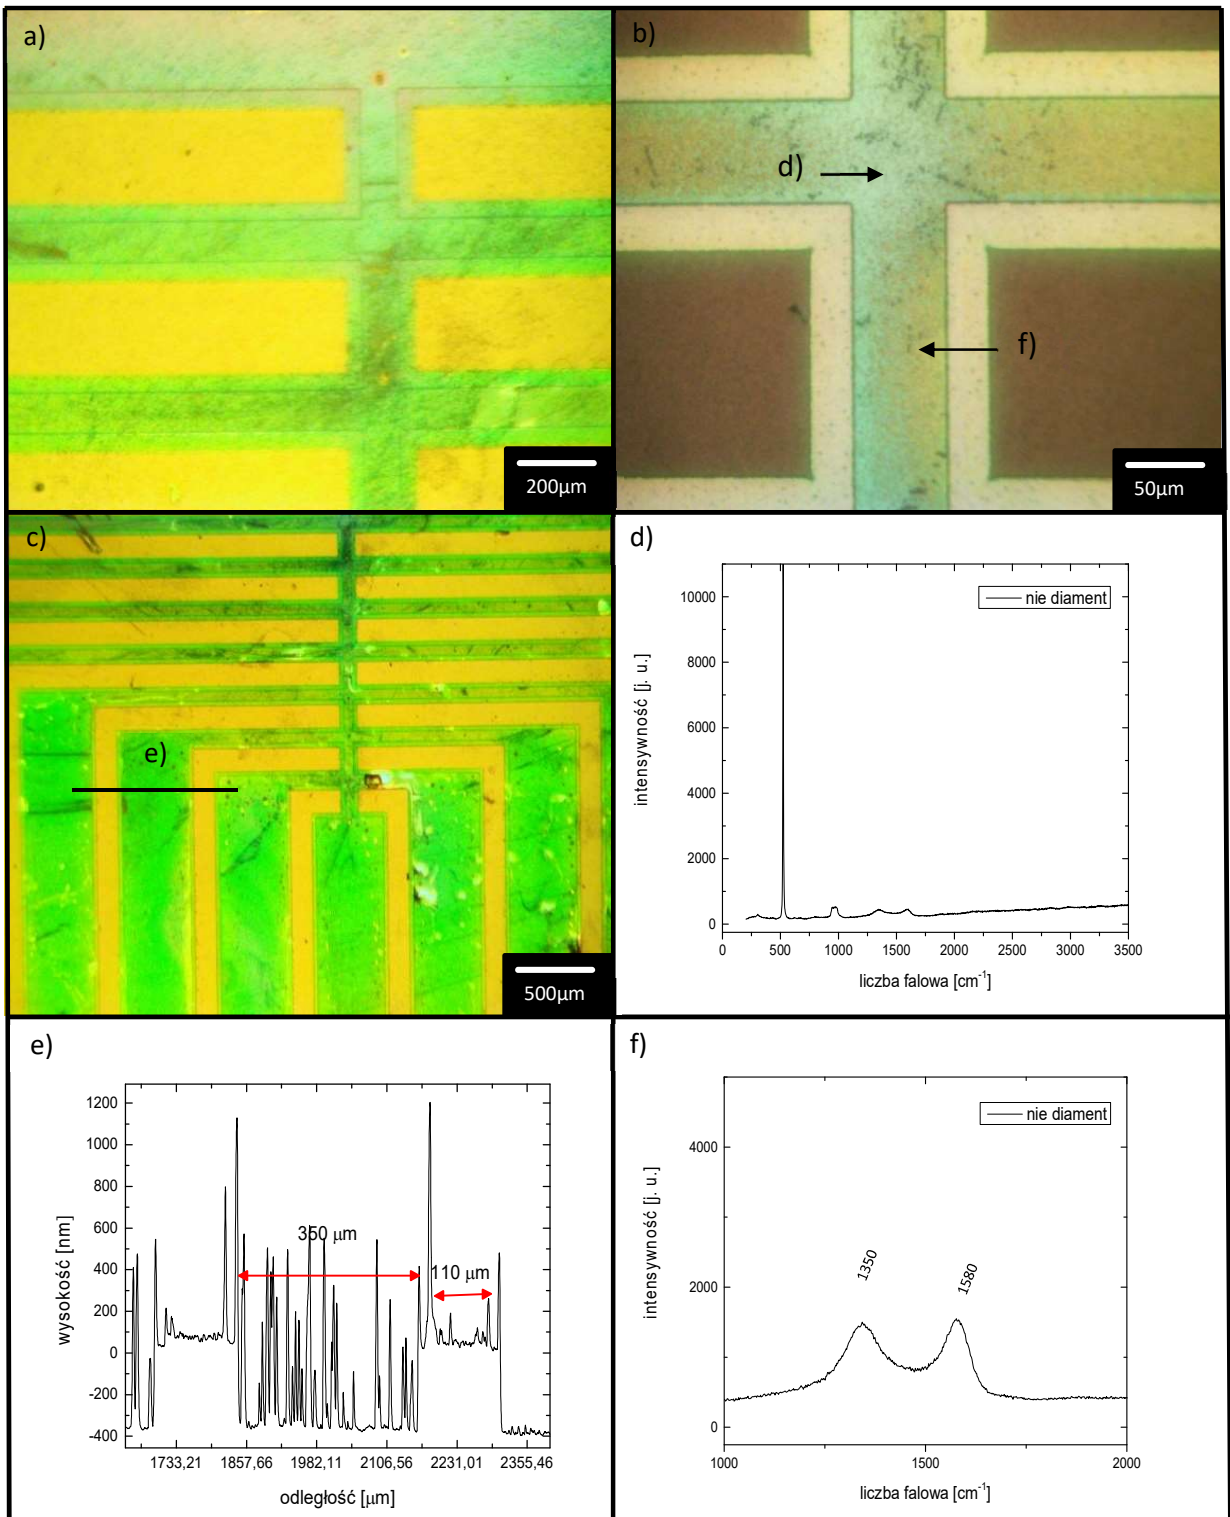 a)
200µm
b)
d)
f)
50µm
c)
e)
500µm
d)
nie diament
intensywność [j. u.]
10000
8000
6000
4000
2000
0
0 500 1000 1500 2000 2500 3000 3500
liczba falowa [cm⁻¹]
e)
wysokość [nm]
1200
1000
800
600
400
200
0
-200
-400
350 µm
110 µm
1733,21 1857,66 1982,11 2106,56 2231,01 2355,46
odległość [µm]
f)
nie diament
intensywność [j. u.]
4000
2000
0
1350
1580
1000 1500 2000
liczba falowa [cm⁻¹]